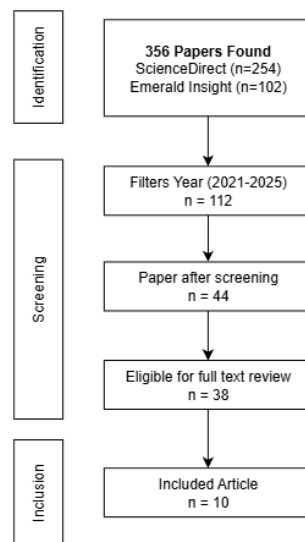 Identification
356 Papers Found
ScienceDirect (n=254)
Emerald Insight (n=102)
Screening
Filters Year (2021-2025)
n = 112
Paper after screening
n = 44
Eligible for full text review
n = 38
Inclusion
Included Article
n = 10